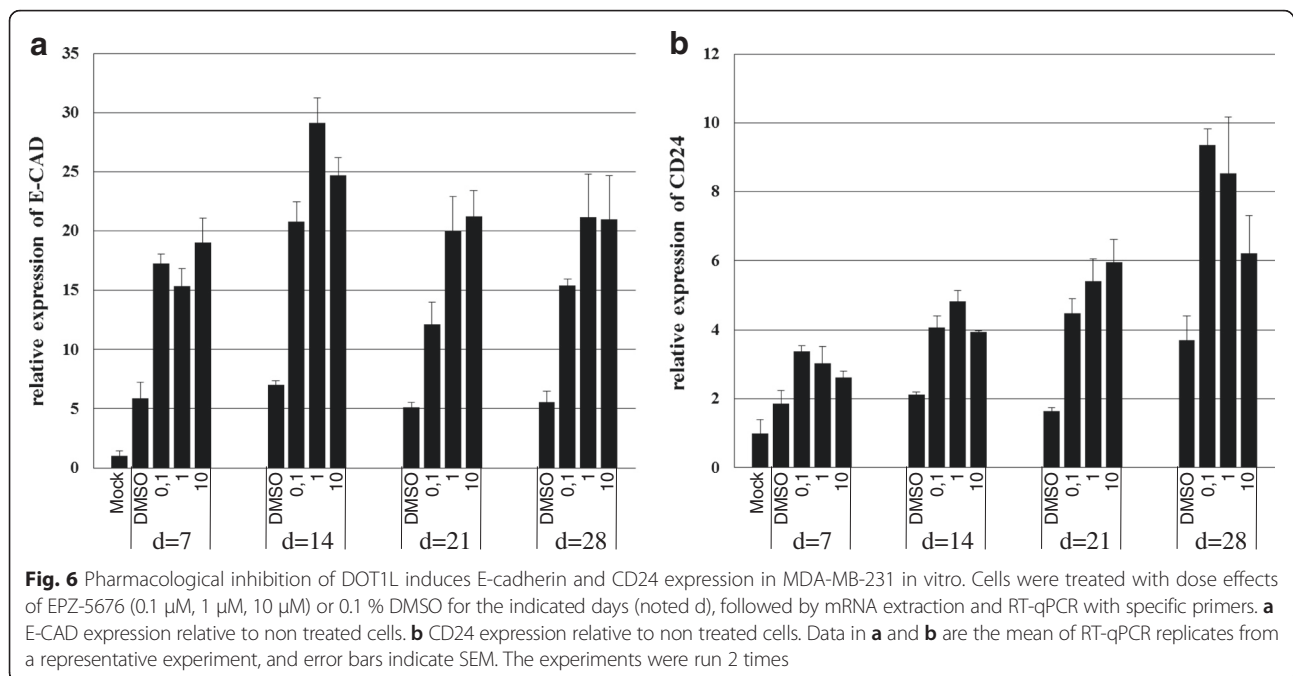 a
35
30
25
20
15
10
5
0
relative expression of E-CAD
Mock
DMSO
0,1
1
10
DMSO
0,1
1
10
DMSO
0,1
1
10
DMSO
0,1
1
10
d=7
d=14
d=21
d=28
b
12
10
8
6
4
2
0
relative expression of CD24
Mock
DMSO
0,1
1
10
DMSO
0,1
1
10
DMSO
0,1
1
10
DMSO
0,1
1
10
d=7
d=14
d=21
d=28
Fig. 6 Pharmacological inhibition of DOT1L induces E-cadherin and CD24 expression in MDA-MB-231 in vitro. Cells were treated with dose effects
of EPZ-5676 (0.1 μM, 1 μM, 10 μM) or 0.1 % DMSO for the indicated days (noted d), followed by mRNA extraction and RT-qPCR with specific primers. a
E-CAD expression relative to non treated cells. b CD24 expression relative to non treated cells. Data in a and b are the mean of RT-qPCR replicates from
a representative experiment, and error bars indicate SEM. The experiments were run 2 times